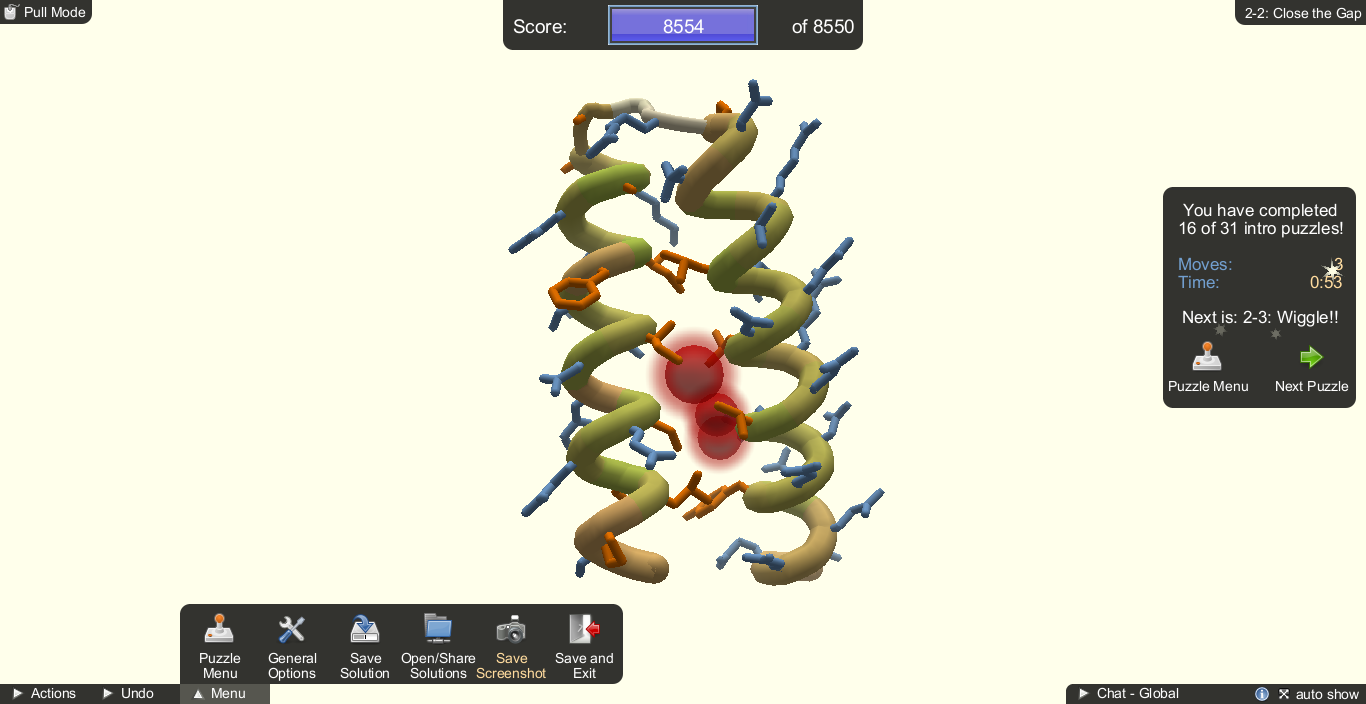 Pull Mode
Score: 8554 of 8550
2-2: Close the Gap
You have completed
16 of 31 intro puzzles!
Moves: 3
Time: 0:53
Next is: 2-3: Wiggle!!
Puzzle Menu Next Puzzle
Puzzle Menu
General Options
Save Solution
Open/Share Solutions
Save Screenshot
Save and Exit
Actions Undo Menu
Chat - Global auto show